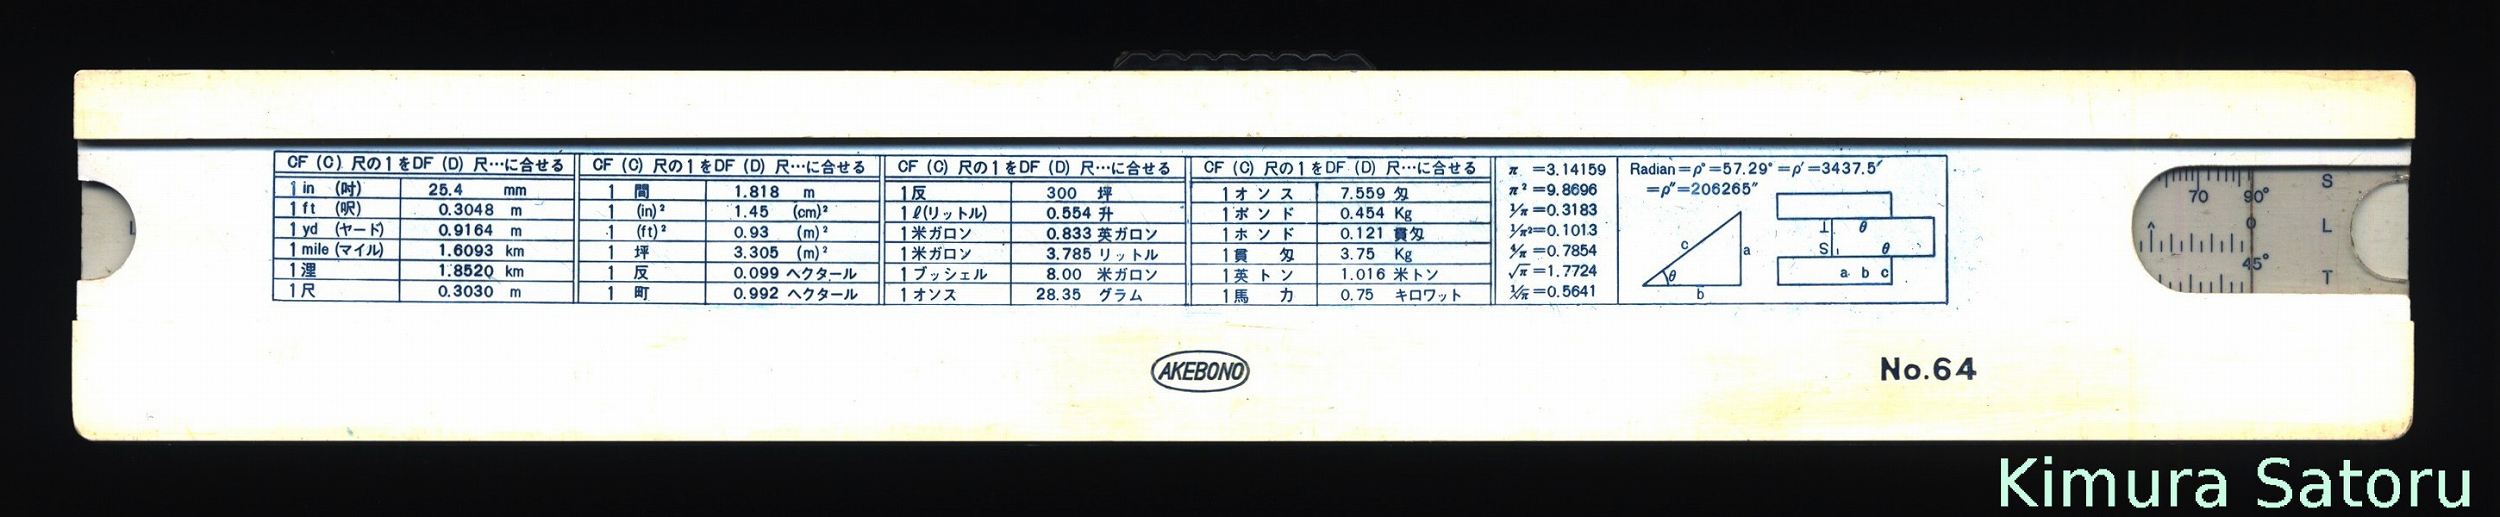 CF (C) 尺の1をDF (D) 尺…に合せる
1 in (吋) 25.4 mm
1 ft (呎) 0.3048 m
1 yd (ヤード) 0.9164 m
1 mile (マイル) 1.6093 km
1 浬 1.8520 km
1 尺 0.3030 m
CF (C) 尺の1をDF (D) 尺…に合せる
1 間 1.818 m
1 (in)² 1.45 (cm)²
1 (ft)² 0.93 (m)²
1 坪 3.305 (m)²
1 反 0.099 ヘクタール
1 町 0.992 ヘクタール
CF (C) 尺の1をDF (D) 尺…に合せる
1 反 300 坪
1 ℓ(リットル) 0.554 升
1 米ガロン 0.833 英ガロン
1 米ガロン 3.785 リットル
1 ブッシェル 8.00 米ガロン
1 オンス 28.35 グラム
CF (C) 尺の1をDF (D) 尺…に合せる
1 オンス 7.559 匁
1 ポンド 0.454 Kg
1 ホンド 0.121 貫匁
1 貫 匁 3.75 Kg
1 英トン 1.016 米トン
1 馬 力 0.75 キロワット
π =3.14159
π² =9.8696
1/π =0.3183
1/π²=0.1013
π/4 =0.7854
√π =1.7724
1/√π =0.5641
Radian=ρ°=57.29°=ρ′=3437.5′
=ρ″=206265″
c a θ b
T θ
S θ
a b c
70 90° S
0 L
45° T
L
AKEBONO
No.64
Kimura Satoru